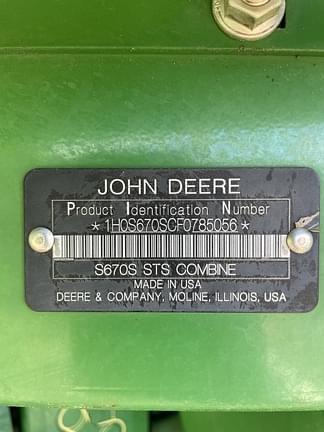 JOHN DEERE
Product Identification Number
*1H0S670SCF0785056*
S670S STS COMBINE
MADE IN USA
DEERE & COMPANY, MOLINE, ILLINOIS, USA